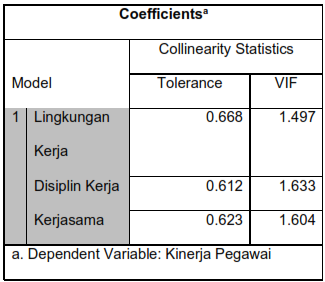 Coefficientsa
Model
Collinearity Statistics
Tolerance VIF
1 Lingkungan Kerja 0.668 1.497
Disiplin Kerja 0.612 1.633
Kerjasama 0.623 1.604
a. Dependent Variable: Kinerja Pegawai